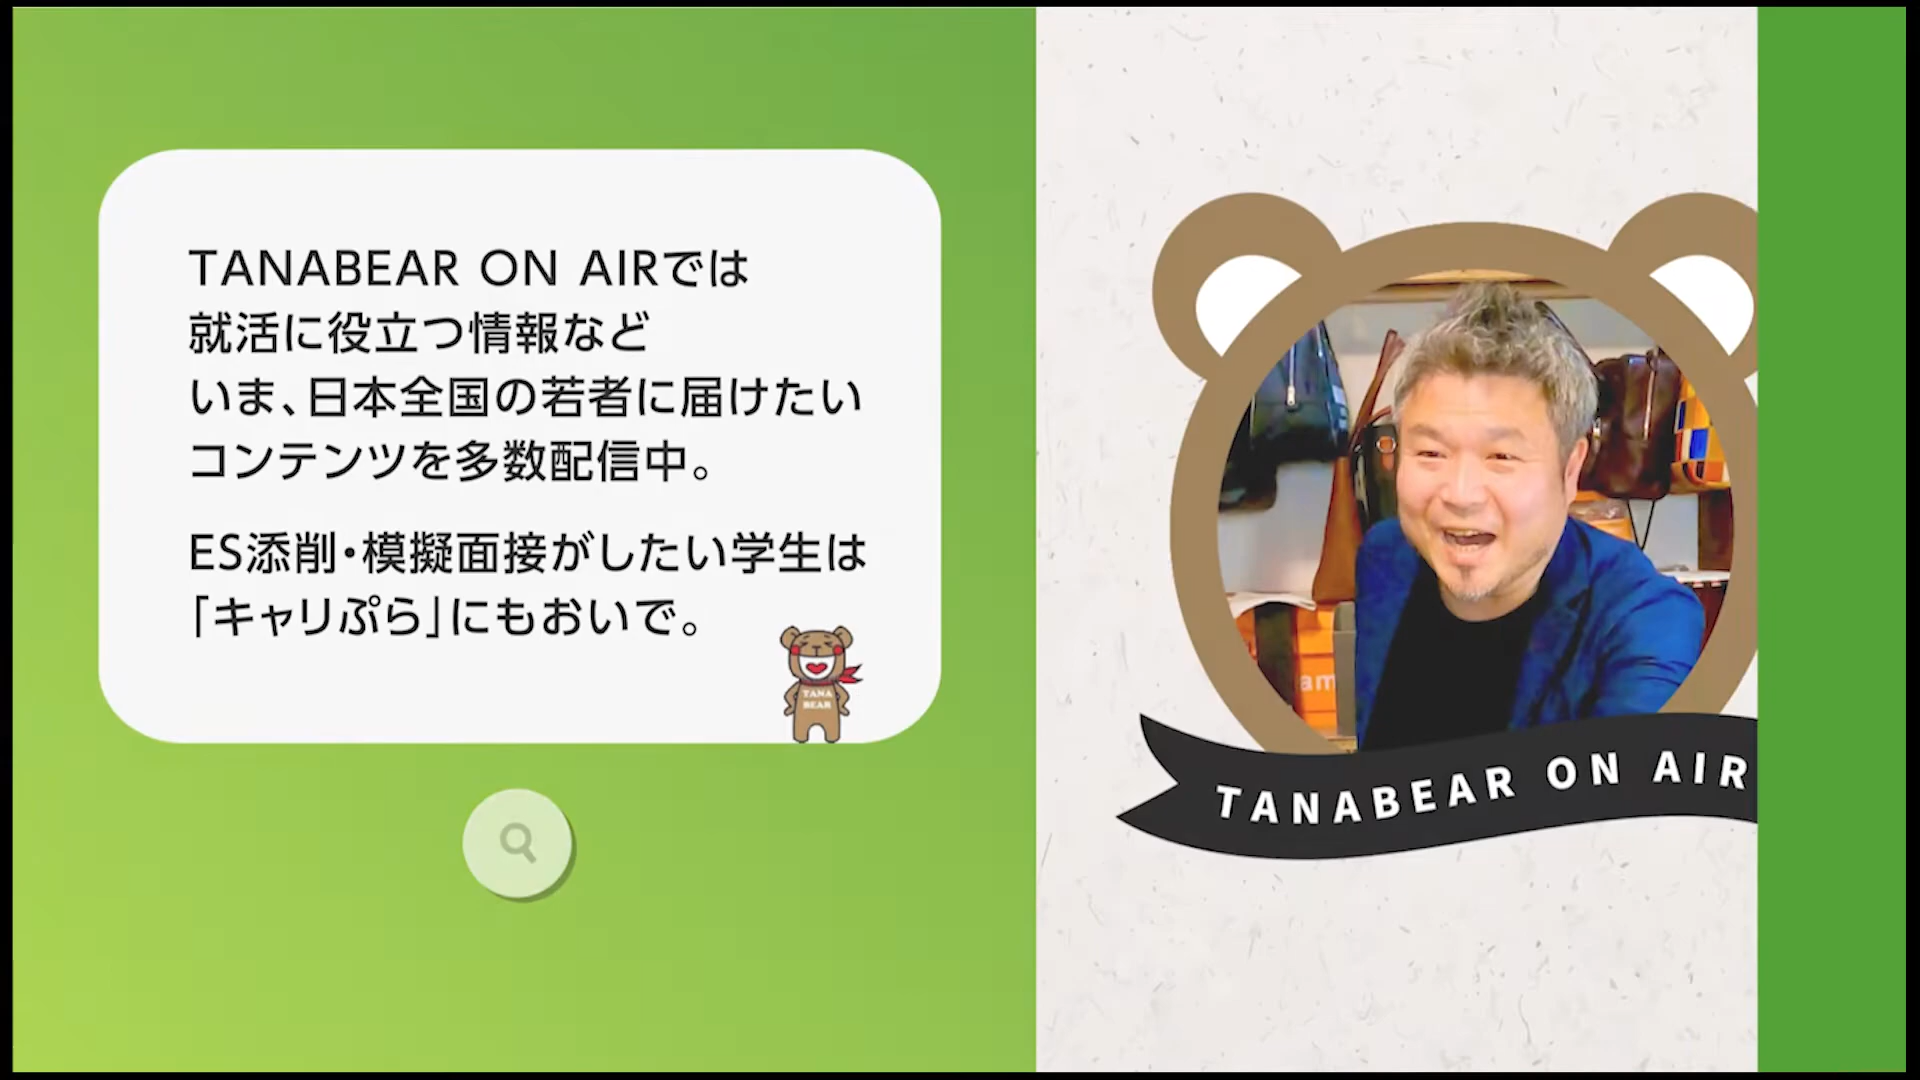 TANABEAR ON AIRでは
就活に役立つ情報など
いま、日本全国の若者に届けたい
コンテンツを多数配信中。
ES添削・模擬面接がしたい学生は
「キャリぷら」にもおいで。
TANA
BEAR
am
TANABEAR ON AIR